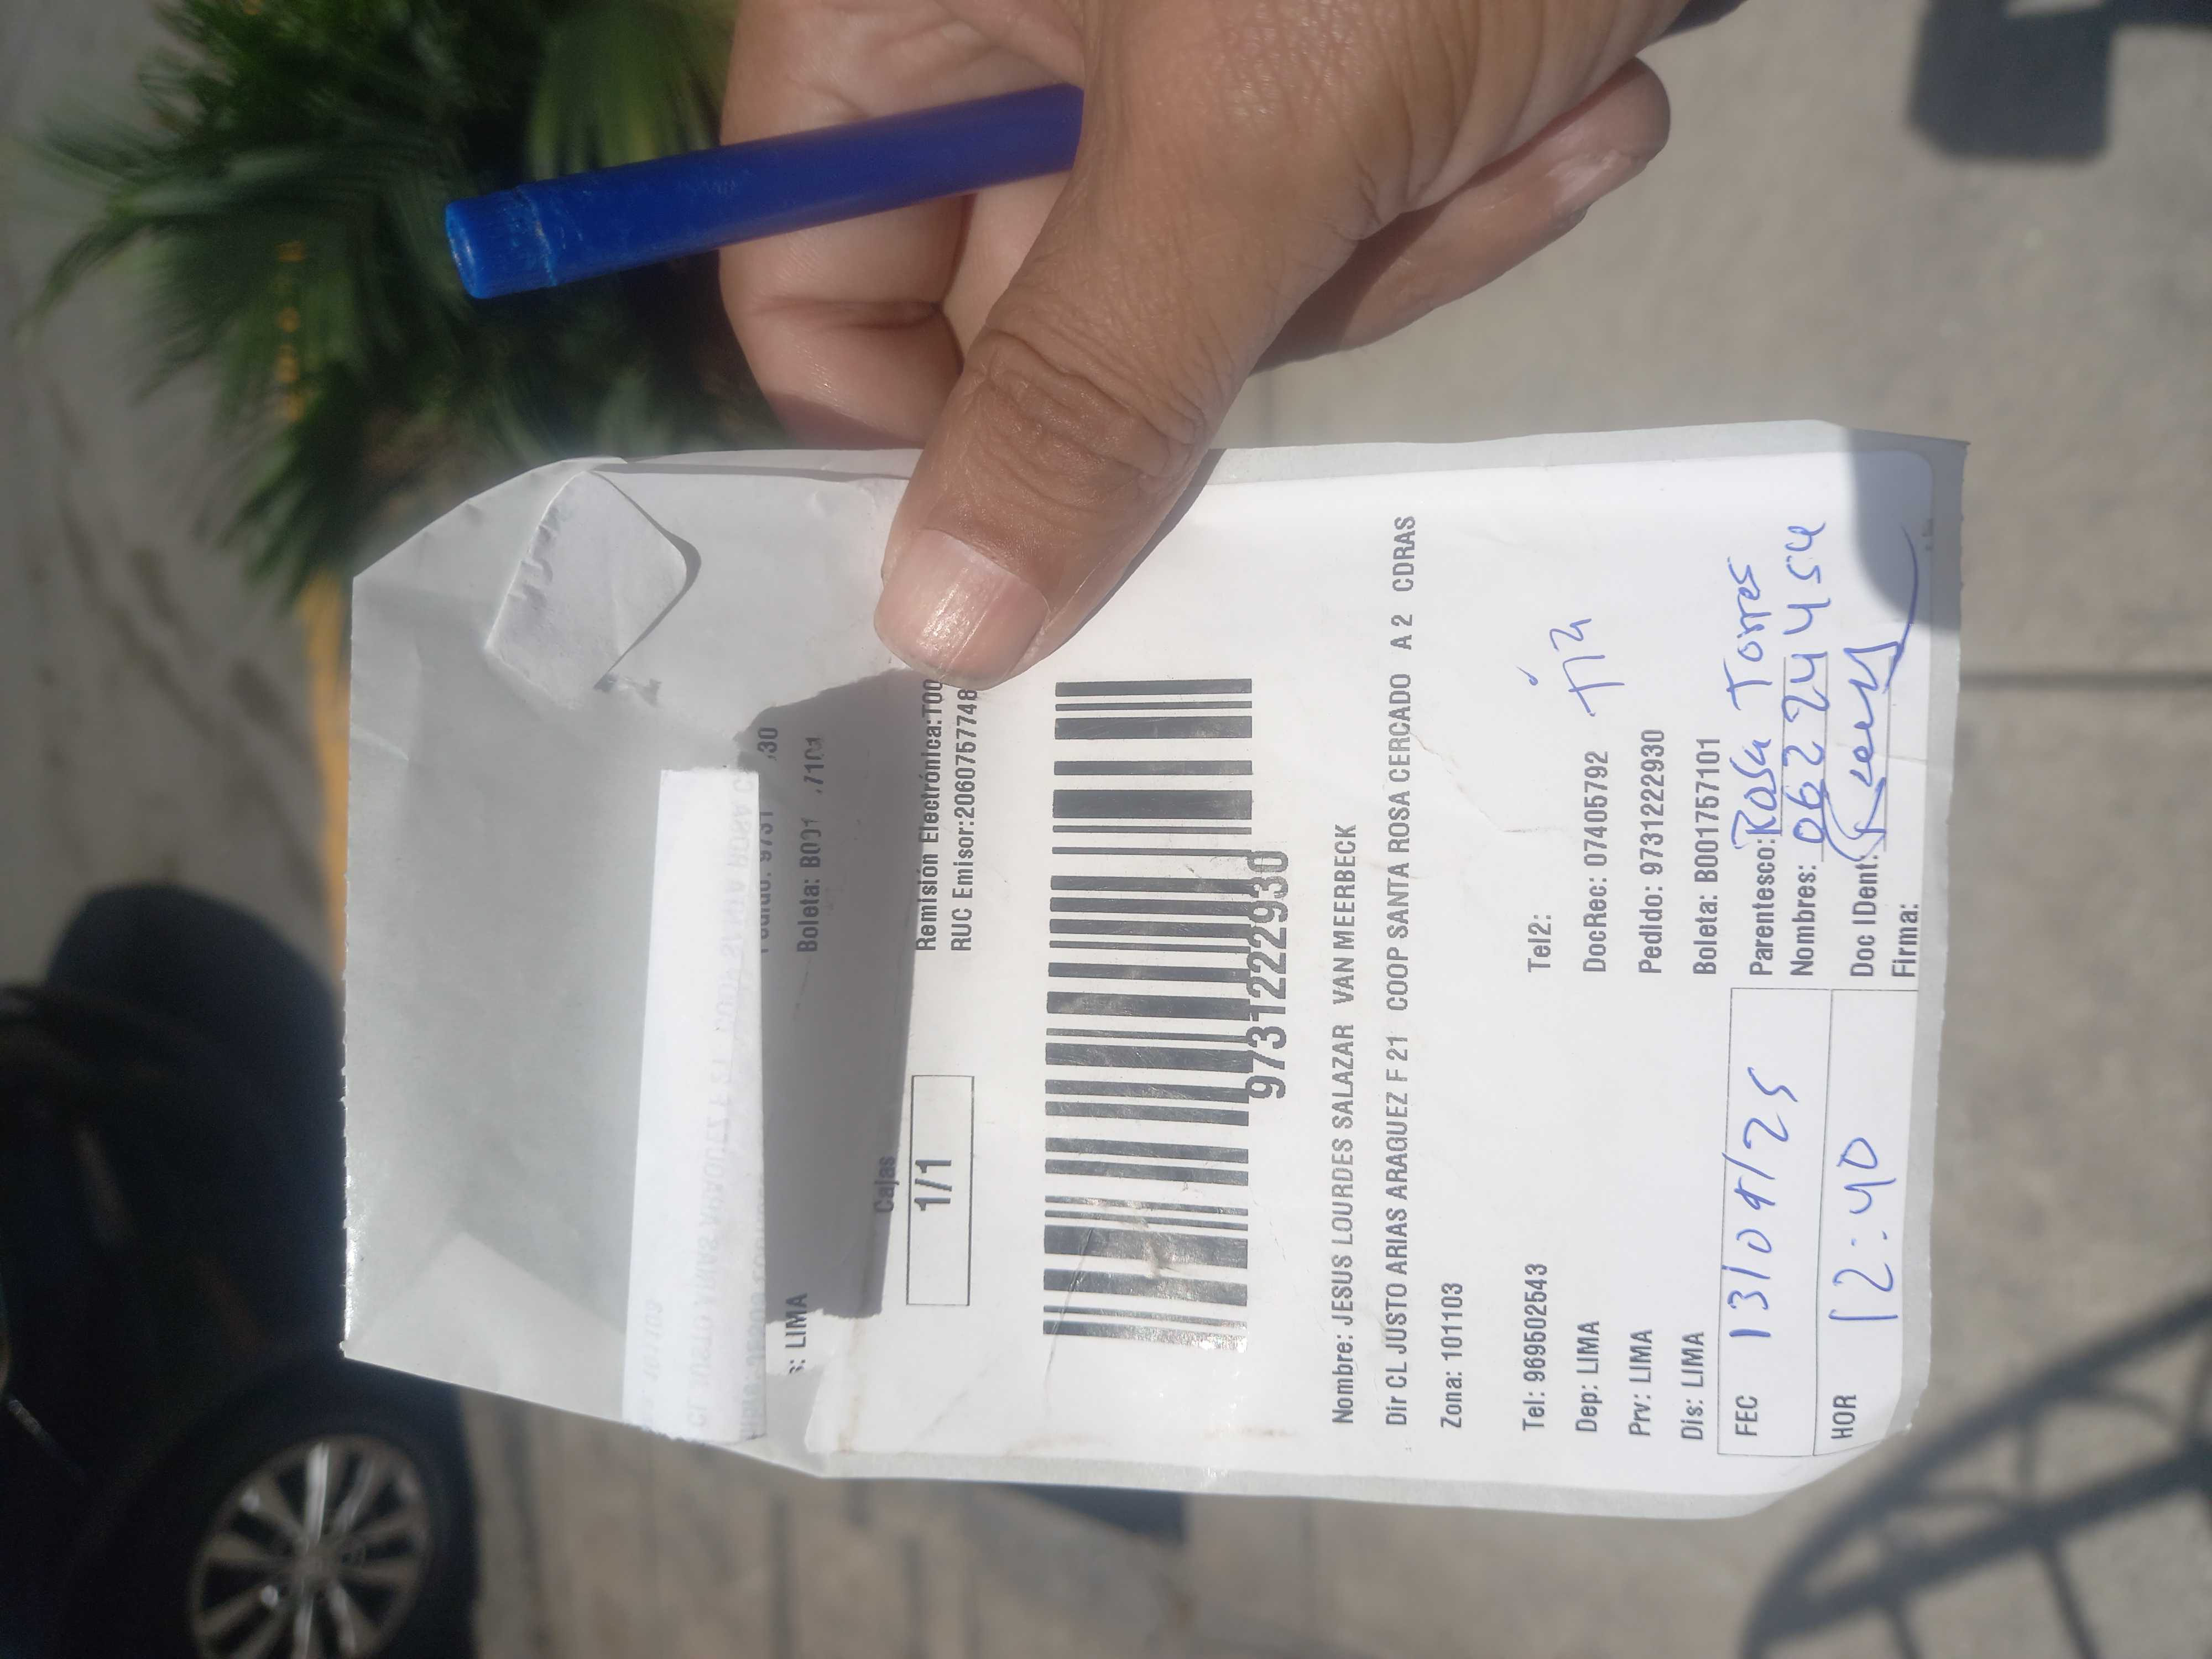 30
Boleta: B001
s: LIMA
Cajas
1/1
Remisión Electrónica:T00
RUC Emisor:20607577748
9731222930
Nombre: JESUS LOURDES SALAZAR VAN MEERBECK
Dir CL JUSTO ARIAS ARAGUEZ F 21 COOP SANTA ROSA CERCADO A 2 CDRAS
Zona: 101103
Tel: 969502543 Tel2:
Dep: LIMA DocRec: 07405792 Tía
Prv: LIMA Pedido: 9731222930
Dis: LIMA Boleta: B001757101
FEC 13/09/25 Parentesco: Rosa Torres
Nombres: 06224454
HOR 12:40 Doc IDent:
Firma: